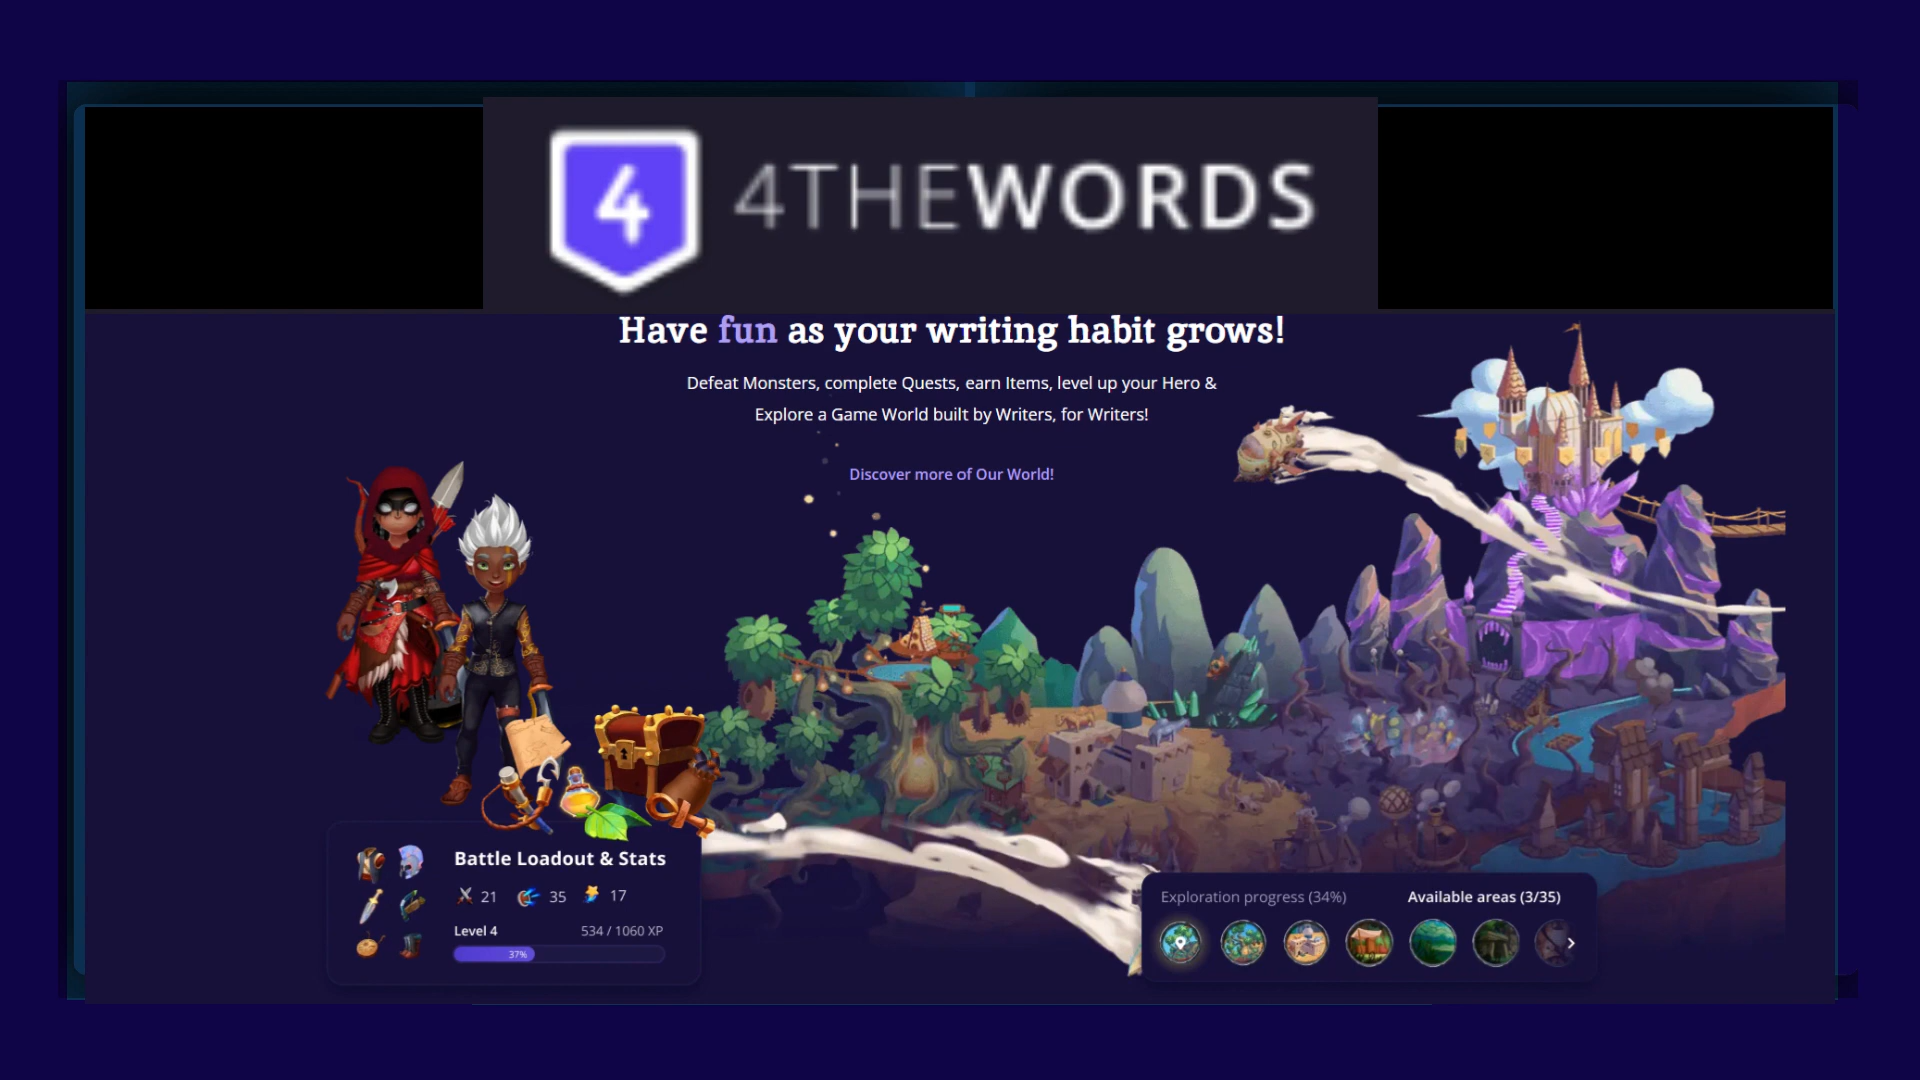 4
4THEWORDS
Have fun as your writing habit grows!
Defeat Monsters, complete Quests, earn Items, level up your Hero &
Explore a Game World built by Writers, for Writers!
Discover more of Our World!
Battle Loadout & Stats
21 35 17
Level 4 534 / 1060 XP
37%
Exploration progress (34%) Available areas (3/35)